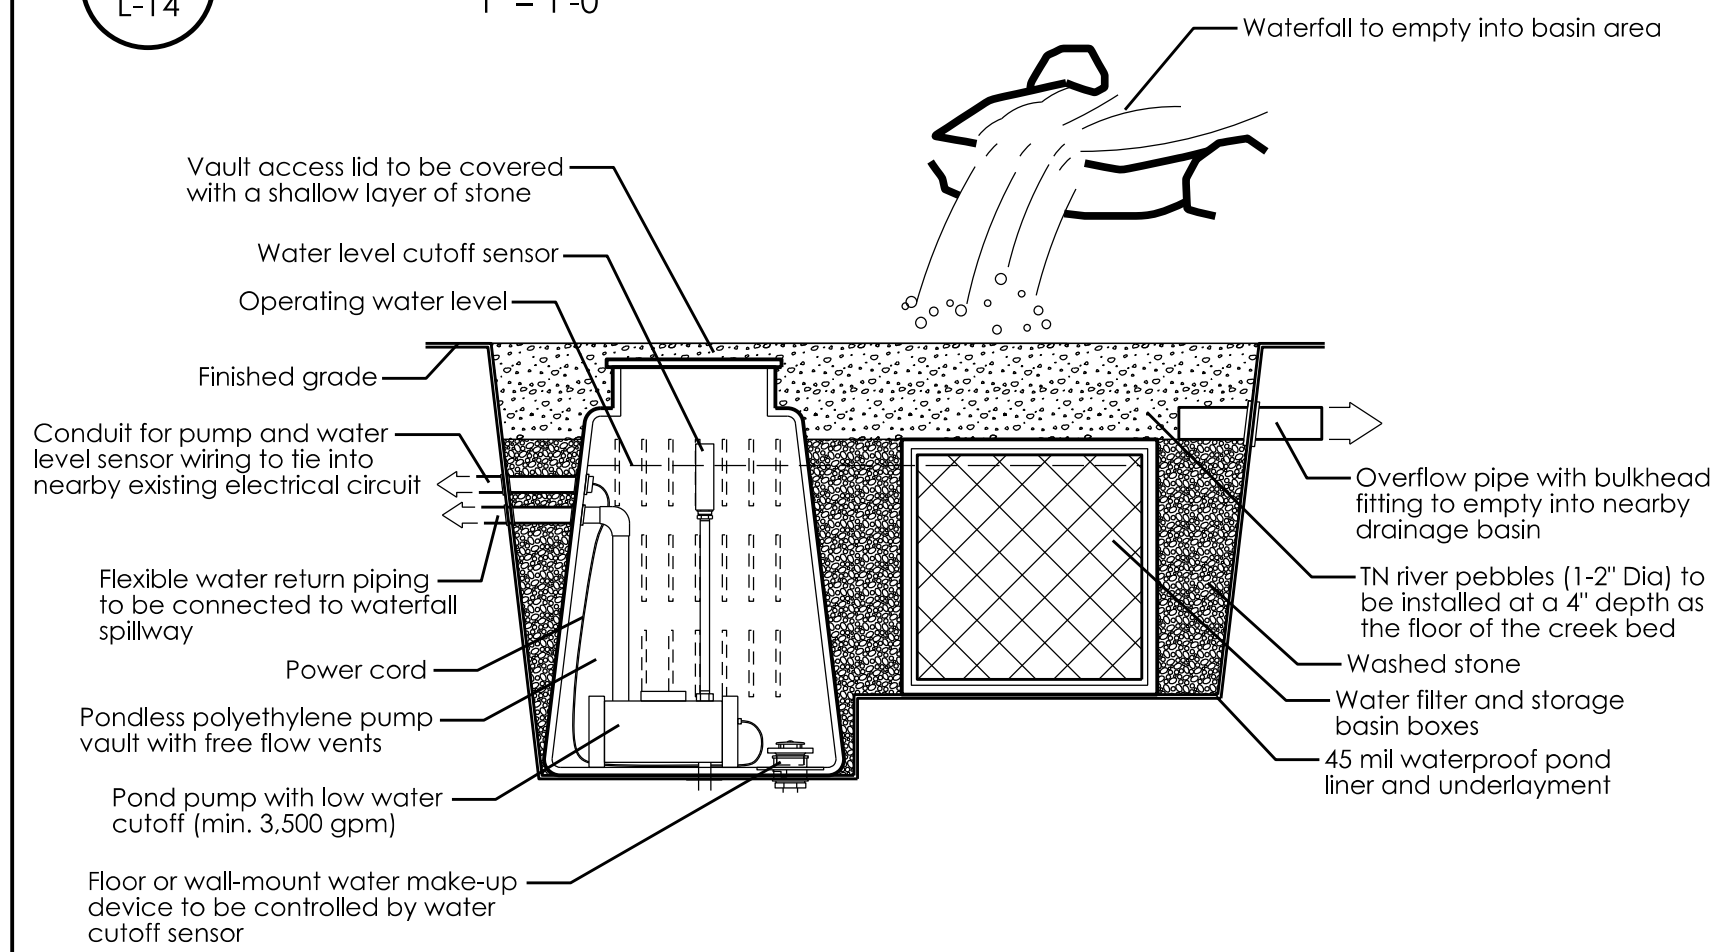 L-14
1" = 1'-0"
Waterfall to empty into basin area
Vault access lid to be covered
with a shallow layer of stone
Water level cutoff sensor
Operating water level
Finished grade
Conduit for pump and water
level sensor wiring to tie into
nearby existing electrical circuit
Flexible water return piping
to be connected to waterfall
spillway
Power cord
Pondless polyethylene pump
vault with free flow vents
Pond pump with low water
cutoff (min. 3,500 gpm)
Floor or wall-mount water make-up
device to be controlled by water
cutoff sensor
Overflow pipe with bulkhead
fitting to empty into nearby
drainage basin
TN river pebbles (1-2" Dia) to
be installed at a 4" depth as
the floor of the creek bed
Washed stone
Water filter and storage
basin boxes
45 mil waterproof pond
liner and underlayment